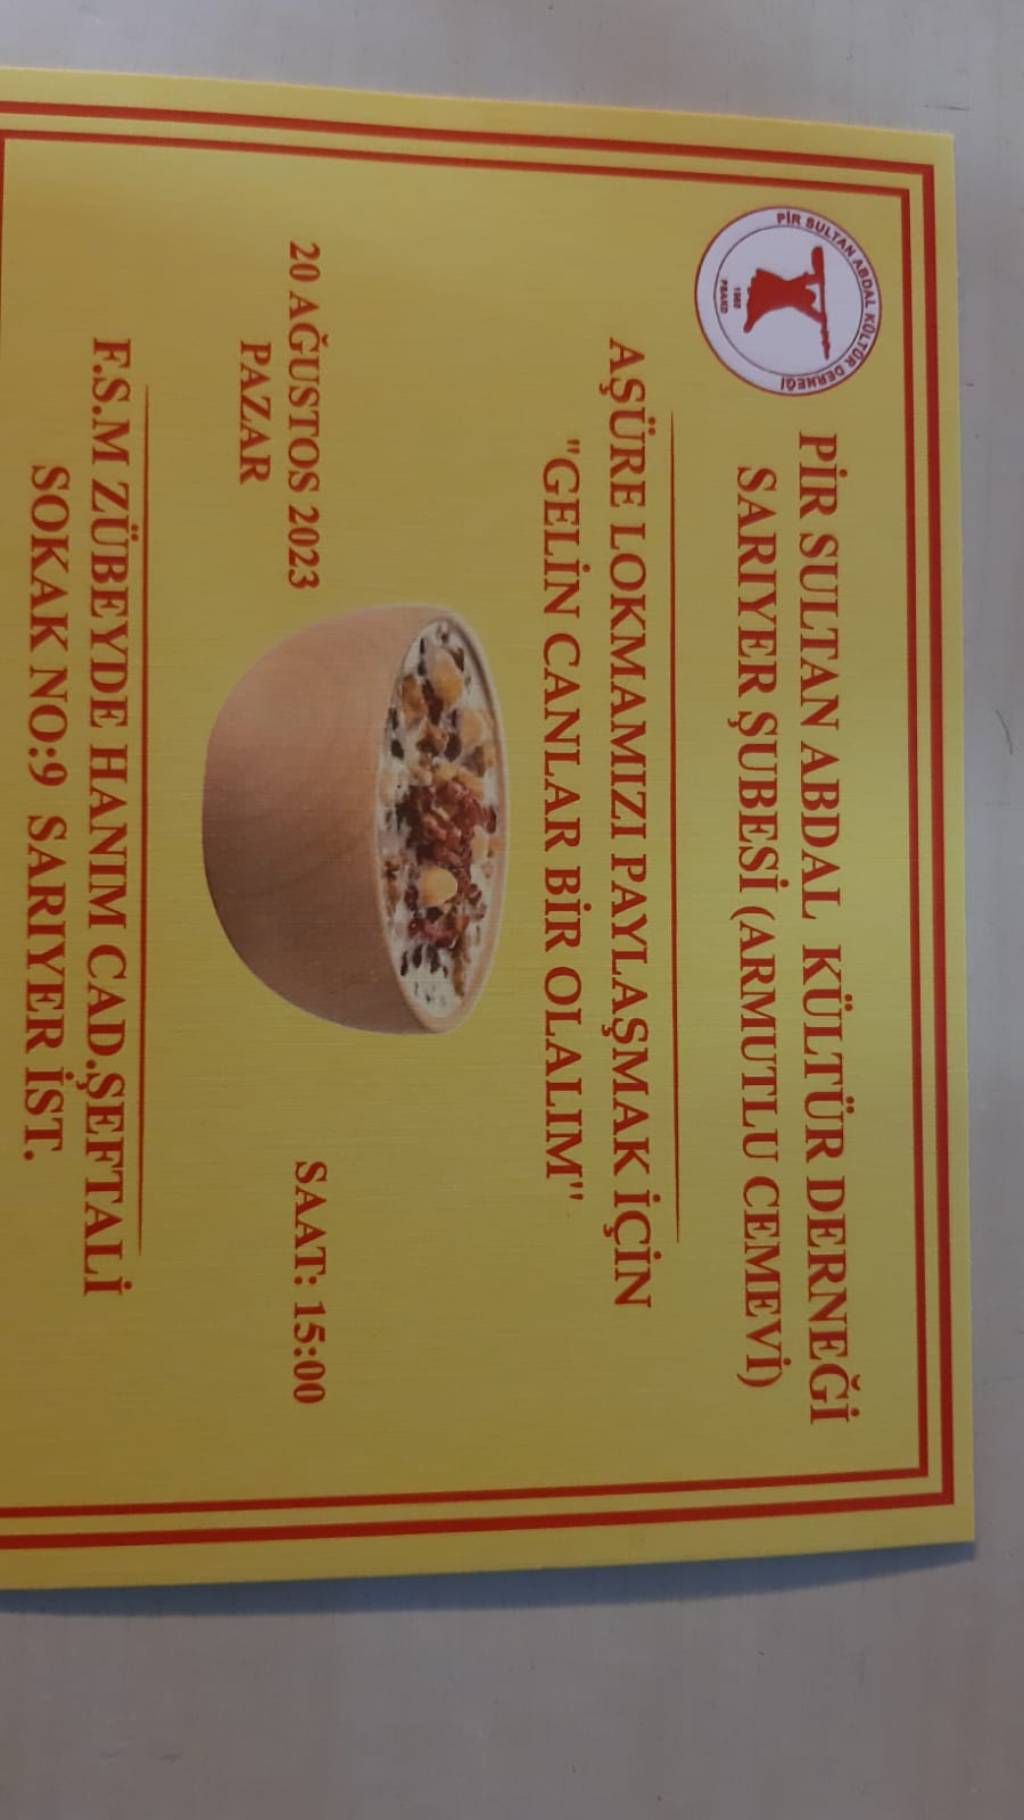 PİR SULTAN ABDAL KÜLTÜR DERNEĞİ
1988
PSAKD
PİR SULTAN ABDAL KÜLTÜR DERNEĞİ
SARIYER ŞUBESİ (ARMUTLU CEMEVİ)
AŞÜRE LOKMAMIZI PAYLAŞMAK İÇİN
"GELİN CANLAR BİR OLALIM"
20 AĞUSTOS 2023
PAZAR
SAAT: 15:00
F.S.M ZÜBEYDE HANIM CAD.ŞEFTALİ
SOKAK NO:9 SARIYER İST.